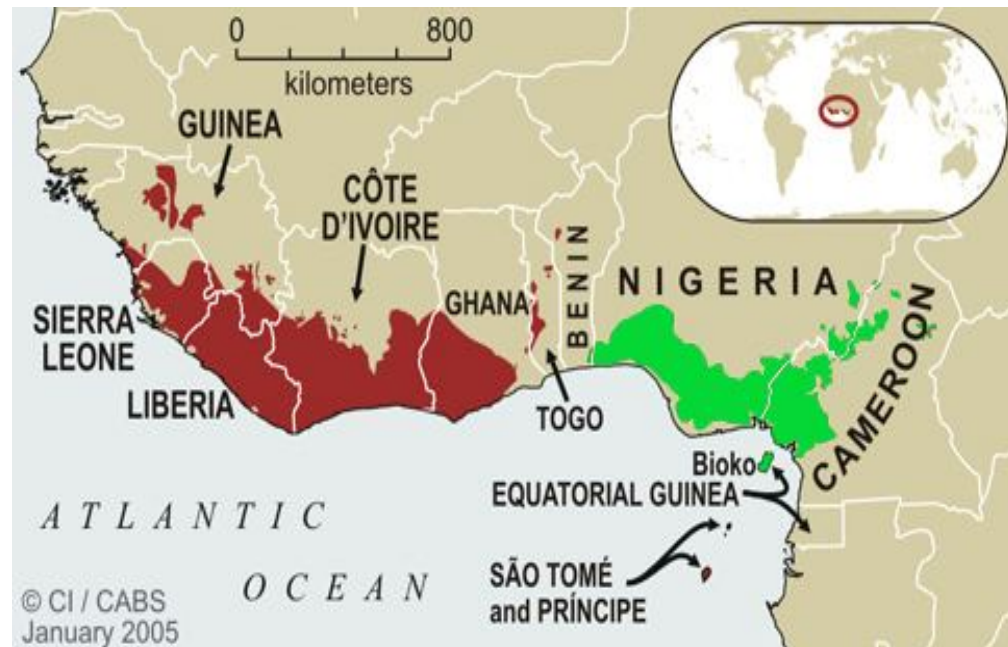 0 800
kilometers
GUINEA
CÔTE
D'IVOIRE
GHANA
BENIN
NIGERIA
SIERRA
LEONE
LIBERIA
TOGO
CAMEROON
Bioko
EQUATORIAL GUINEA
ATLANTIC
OCEAN
SÃO TOMÉ
and PRÍNCIPE
© CI / CABS
January 2005